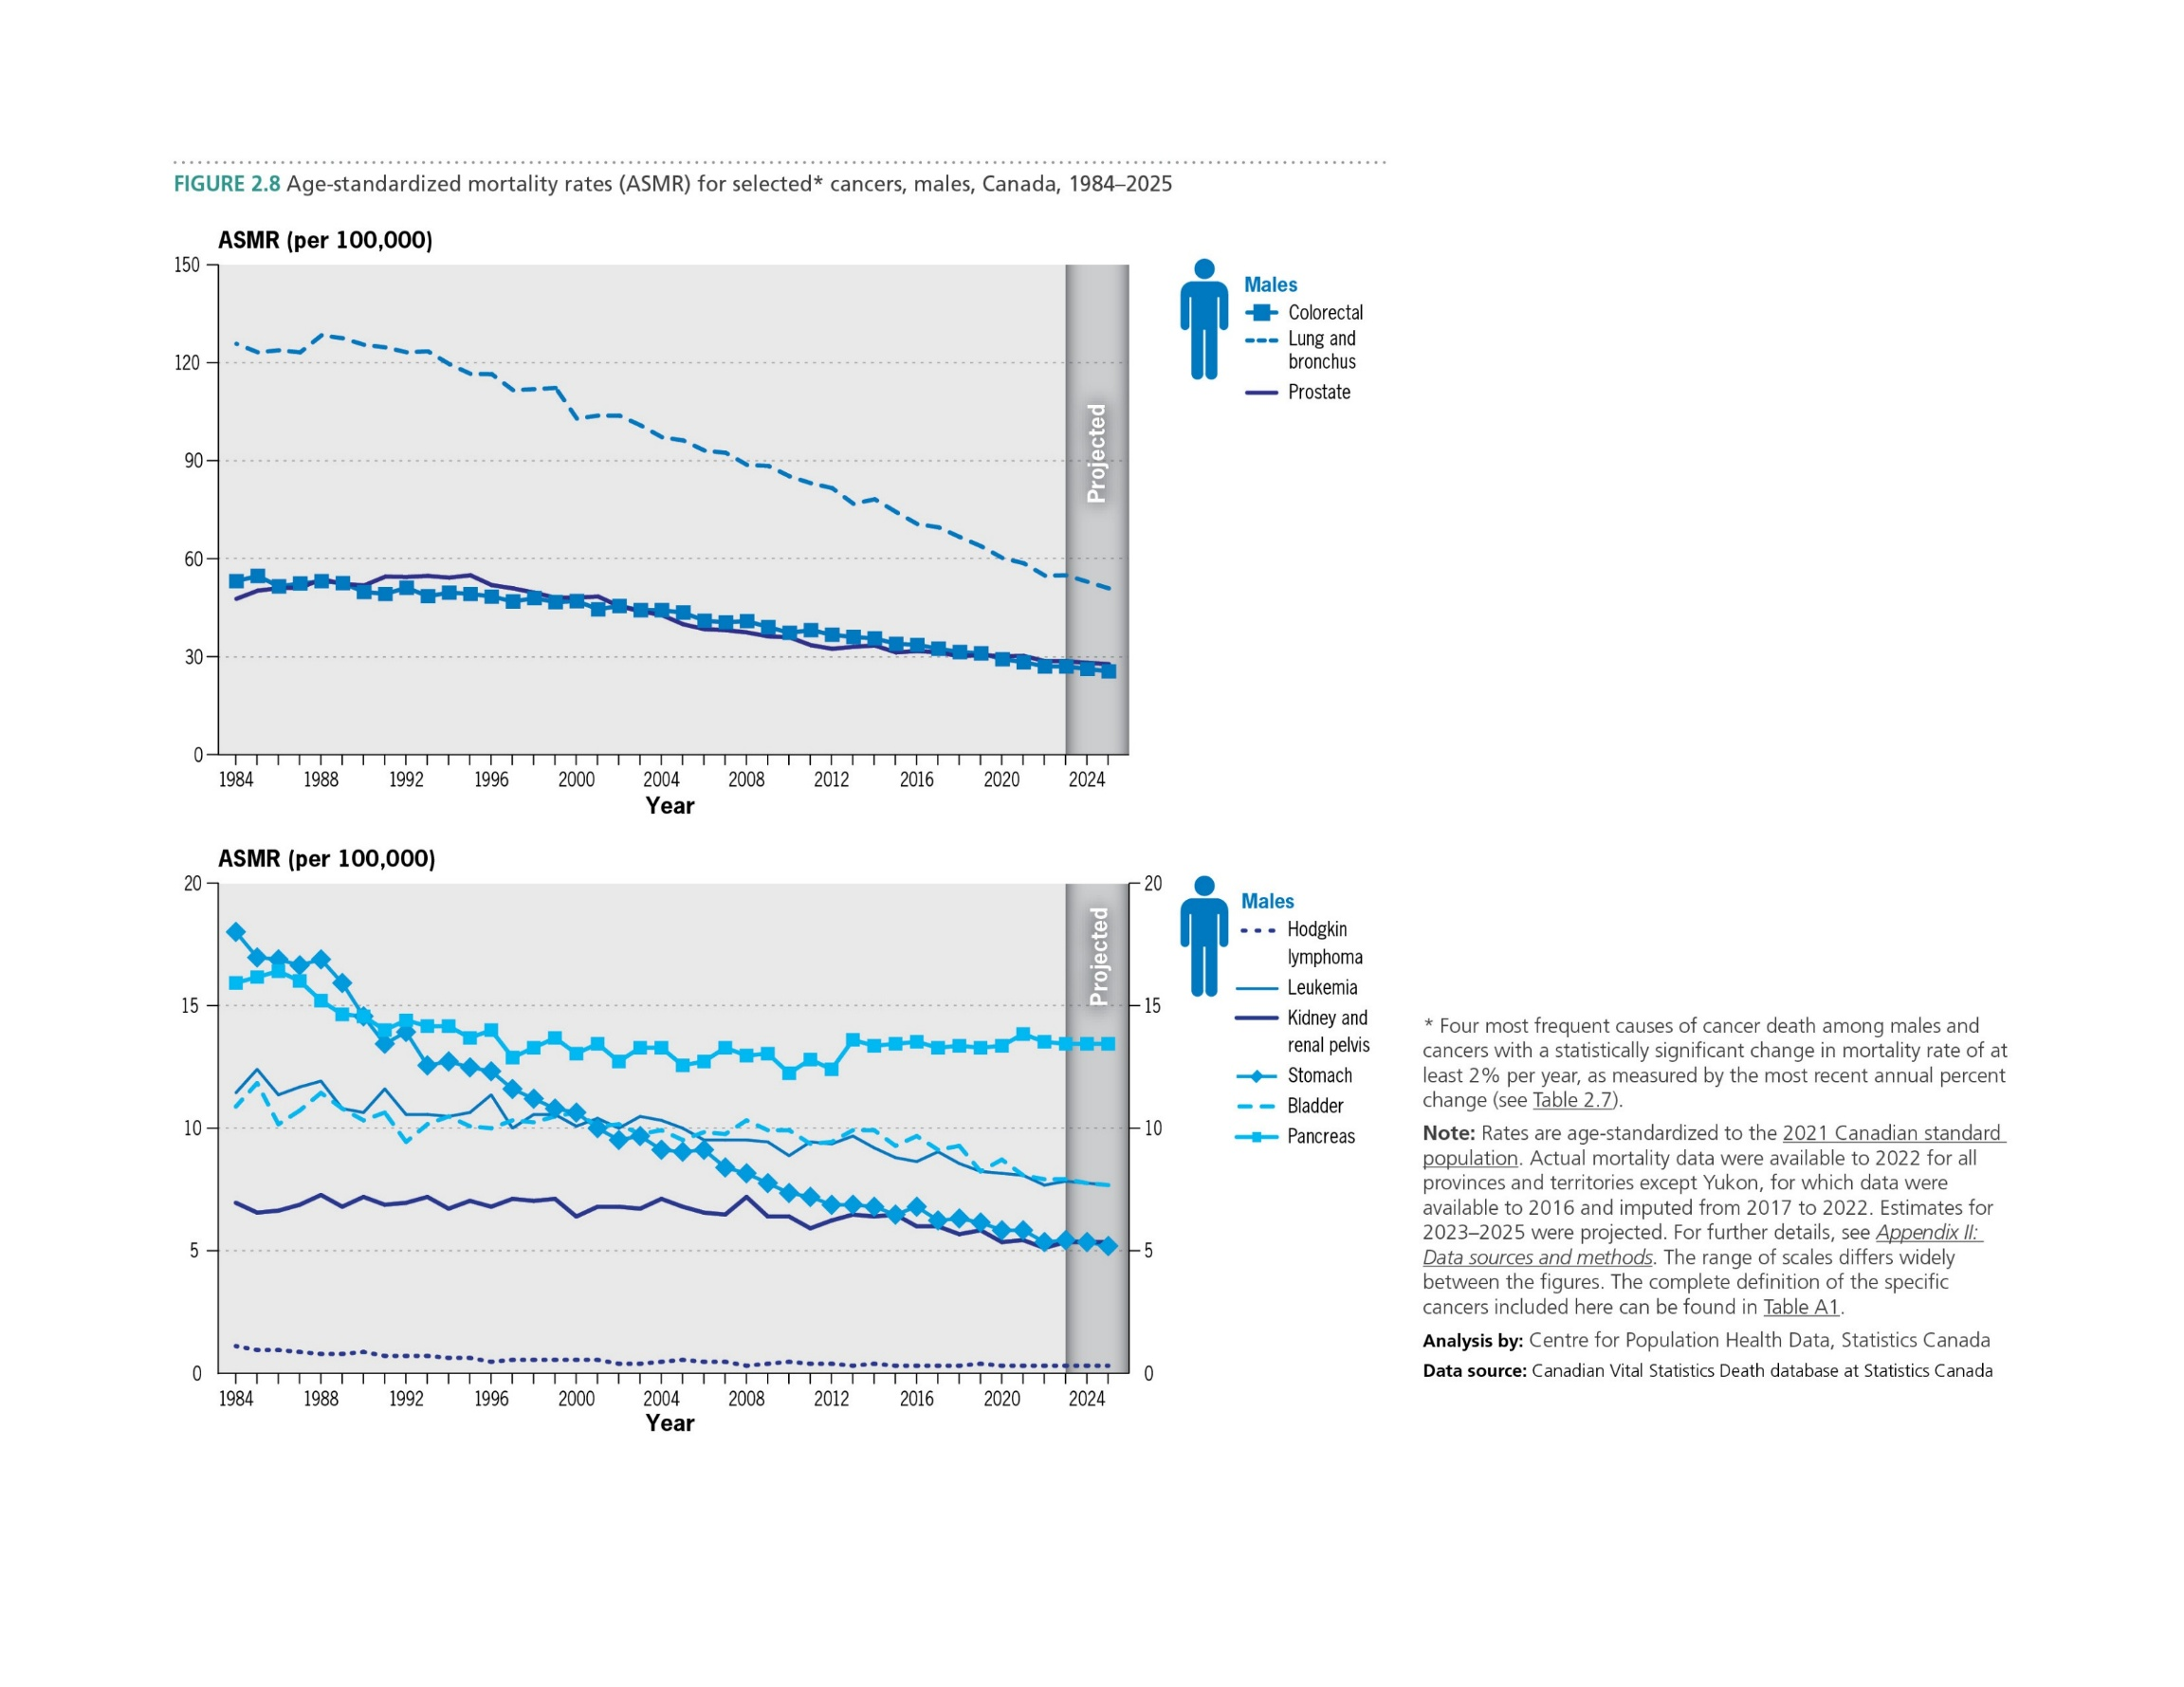 FIGURE 2.8 Age-standardized mortality rates (ASMR) for selected* cancers, males, Canada, 1984–2025
ASMR (per 100,000)
150
120
90
60
30
0
1984 1988 1992 1996 2000 2004 2008 2012 2016 2020 2024
Year
Projected
Males
Colorectal
Lung and
bronchus
Prostate
ASMR (per 100,000)
20
15
10
5
0
20
15
10
5
0
1984 1988 1992 1996 2000 2004 2008 2012 2016 2020 2024
Year
Projected
Males
Hodgkin
lymphoma
Leukemia
Kidney and
renal pelvis
Stomach
Bladder
Pancreas
* Four most frequent causes of cancer death among males and
cancers with a statistically significant change in mortality rate of at
least 2% per year, as measured by the most recent annual percent
change (see Table 2.7).
Note: Rates are age-standardized to the 2021 Canadian standard
population. Actual mortality data were available to 2022 for all
provinces and territories except Yukon, for which data were
available to 2016 and imputed from 2017 to 2022. Estimates for
2023–2025 were projected. For further details, see Appendix II:
Data sources and methods. The range of scales differs widely
between the figures. The complete definition of the specific
cancers included here can be found in Table A1.
Analysis by: Centre for Population Health Data, Statistics Canada
Data source: Canadian Vital Statistics Death database at Statistics Canada